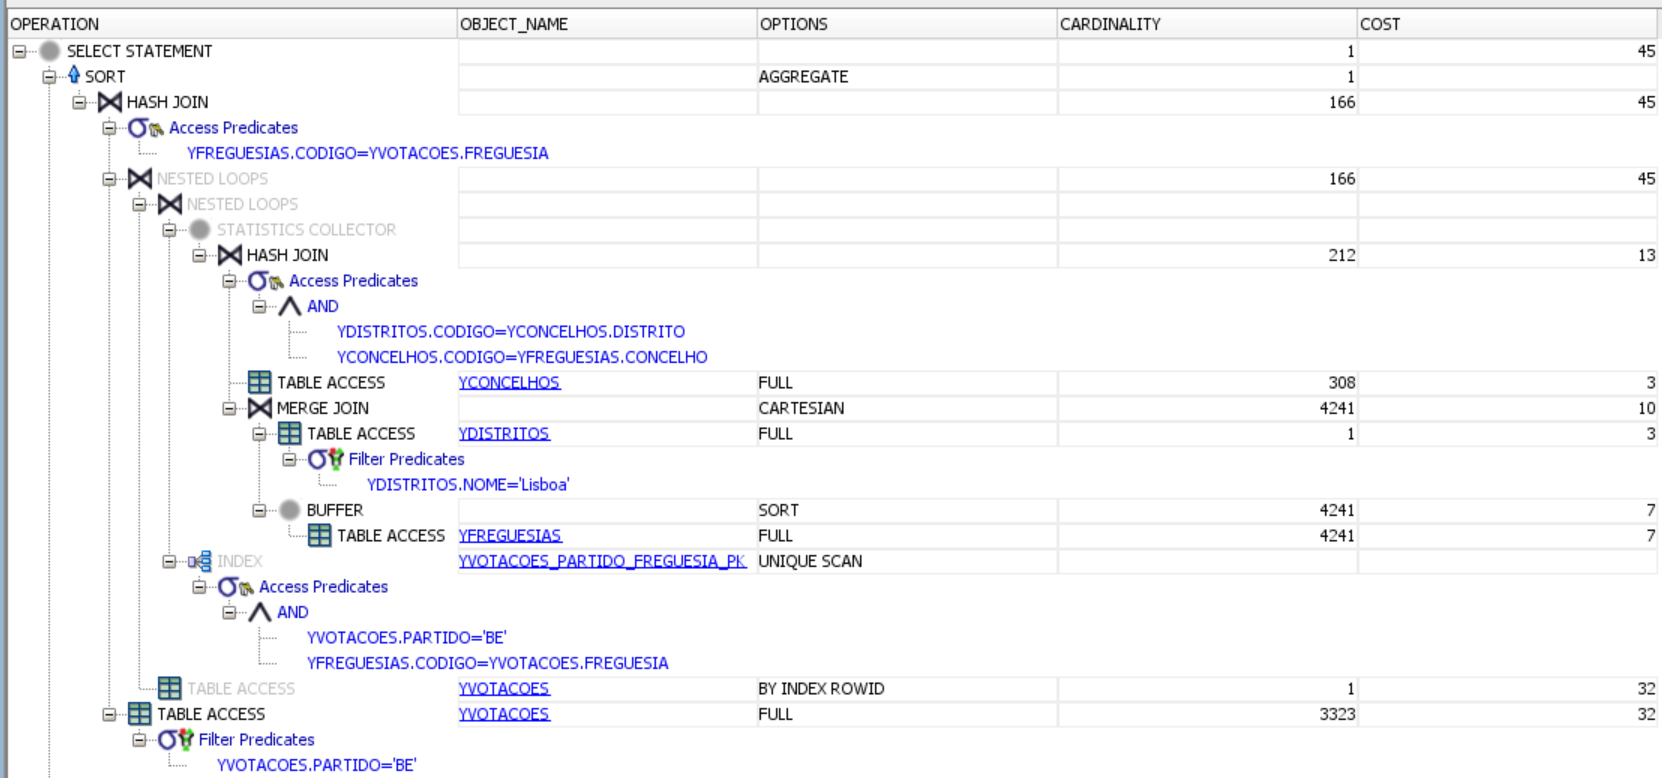 OPERATION OBJECT_NAME OPTIONS CARDINALITY COST
SELECT STATEMENT 1 45
SORT AGGREGATE 1
HASH JOIN 166 45
Access Predicates
YFREGUESIAS.CODIGO=YVOTACOES.FREGUESIA
NESTED LOOPS 166 45
NESTED LOOPS
STATISTICS COLLECTOR
HASH JOIN 212 13
Access Predicates
AND
YDISTRITOS.CODIGO=YCONCELHOS.DISTRITO
YCONCELHOS.CODIGO=YFREGUESIAS.CONCELHO
TABLE ACCESS YCONCELHOS FULL 308 3
MERGE JOIN CARTESIAN 4241 10
TABLE ACCESS YDISTRITOS FULL 1 3
Filter Predicates
YDISTRITOS.NOME='Lisboa'
BUFFER SORT 4241 7
TABLE ACCESS YFREGUESIAS FULL 4241 7
INDEX YVOTACOES_PARTIDO_FREGUESIA_PK UNIQUE SCAN
Access Predicates
AND
YVOTACOES.PARTIDO='BE'
YFREGUESIAS.CODIGO=YVOTACOES.FREGUESIA
TABLE ACCESS YVOTACOES BY INDEX ROWID 1 32
TABLE ACCESS YVOTACOES FULL 3323 32
Filter Predicates
YVOTACOES.PARTIDO='BE'